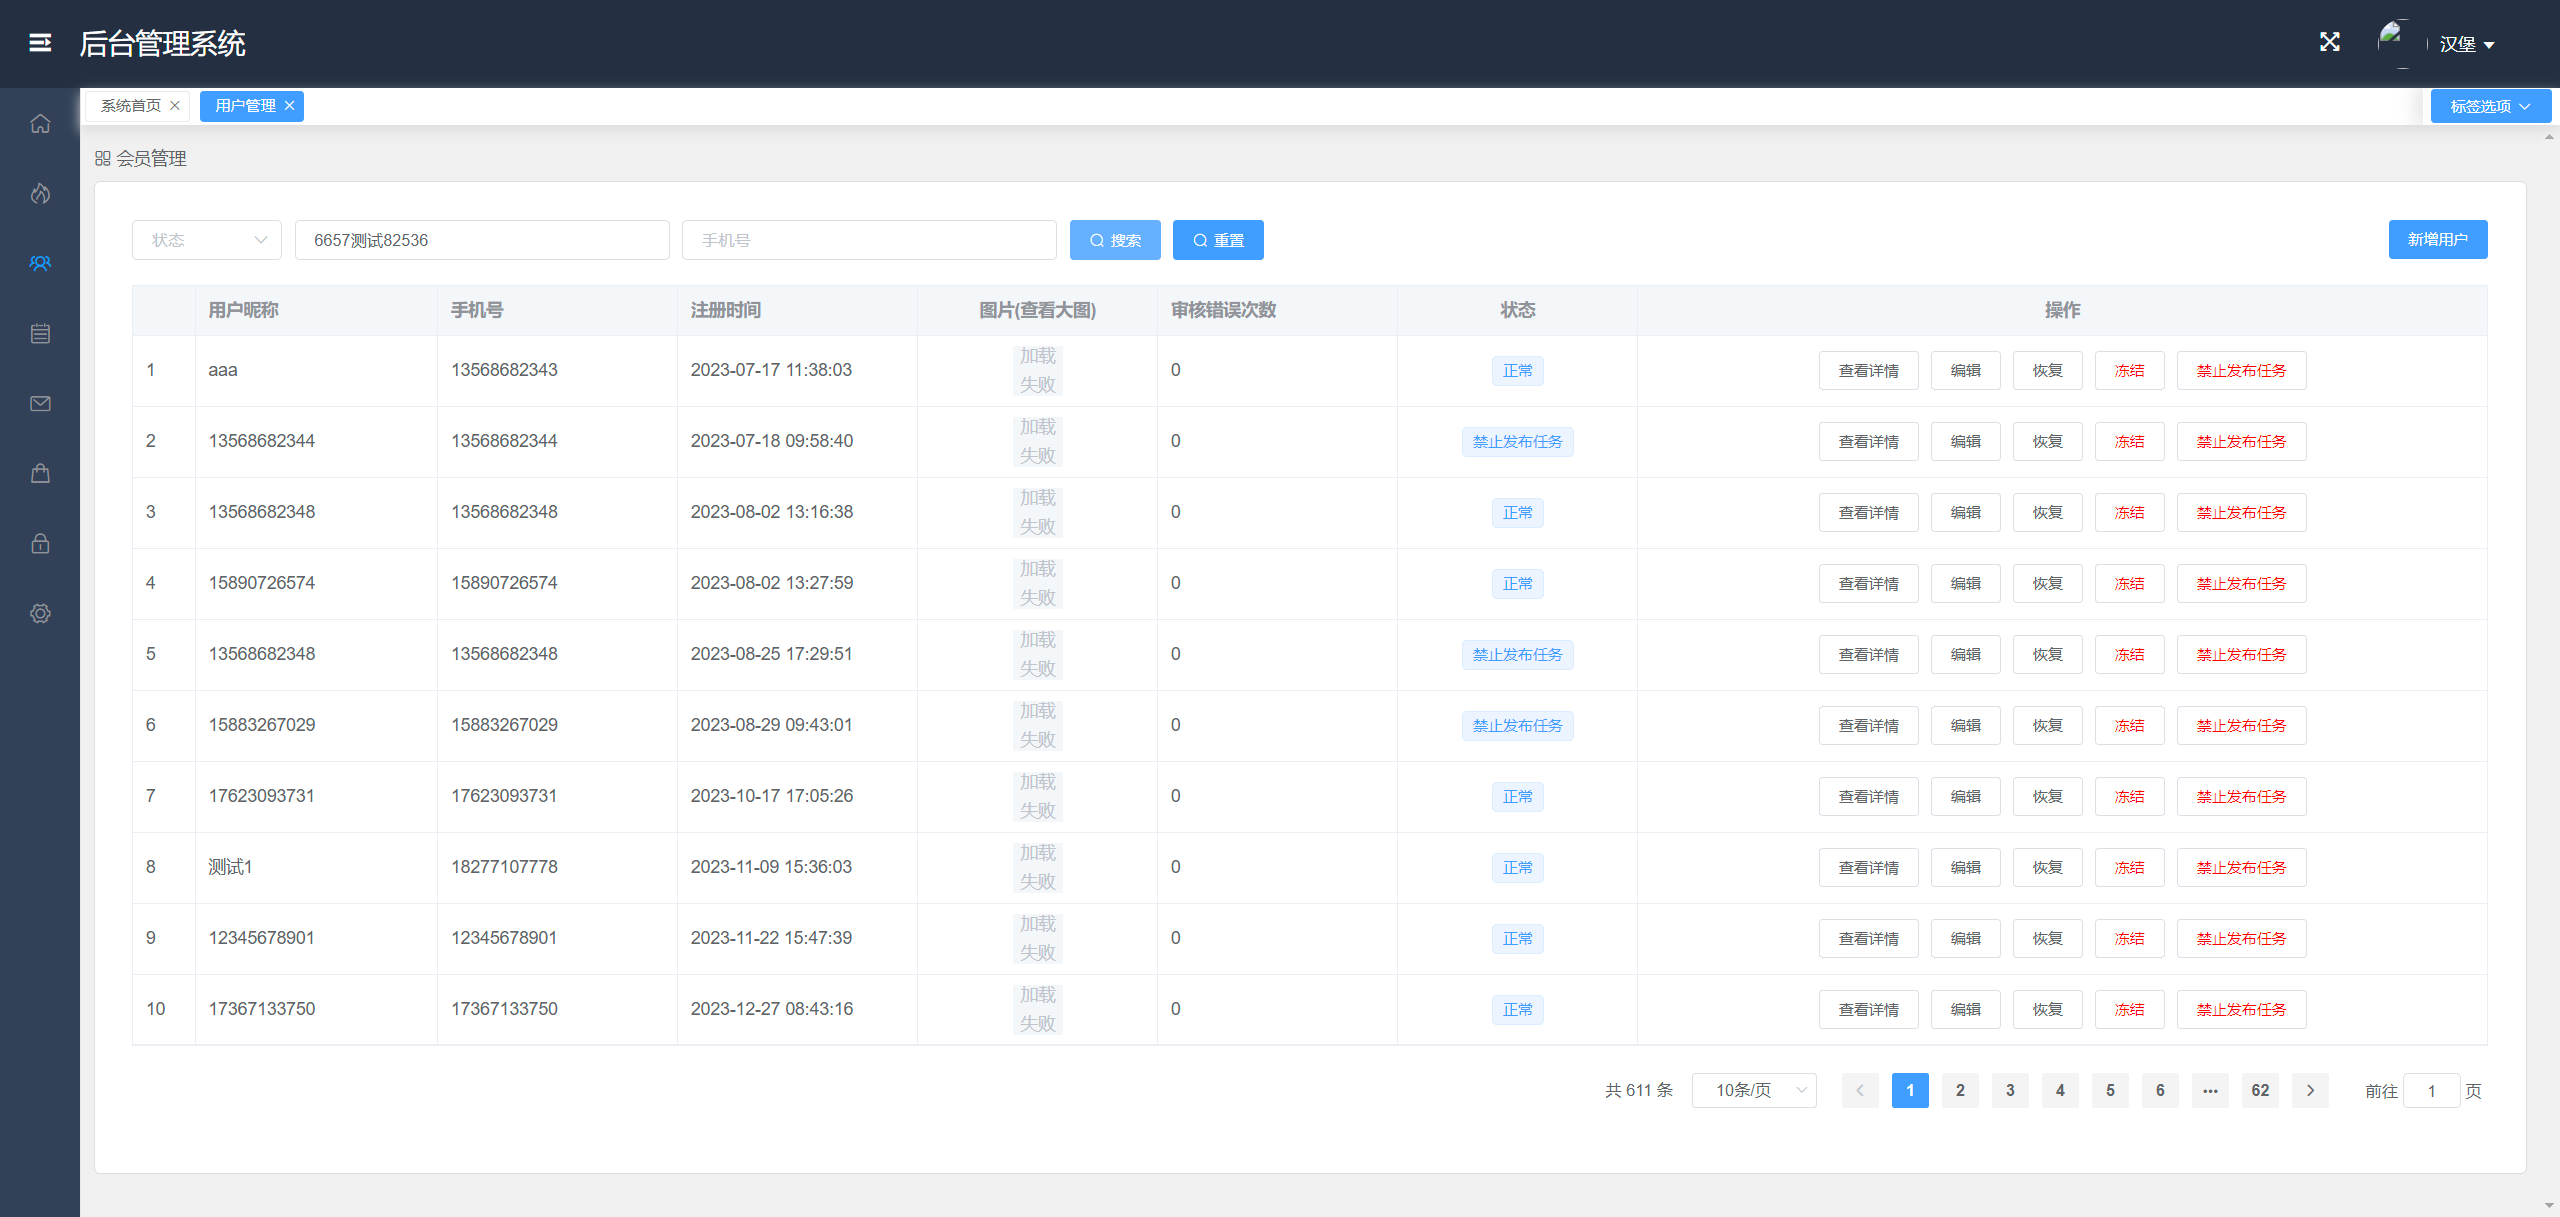 后台管理系统
汉堡
系统首页
用户管理
标签选项
会员管理
状态
6657测试82536
手机号
搜索
重置
新增用户
用户昵称 手机号 注册时间 图片(查看大图) 审核错误次数 状态 操作
1 aaa 13568682343 2023-07-17 11:38:03 加载失败 0 正常 查看详情 编辑 恢复 冻结 禁止发布任务
2 13568682344 13568682344 2023-07-18 09:58:40 加载失败 0 禁止发布任务 查看详情 编辑 恢复 冻结 禁止发布任务
3 13568682348 13568682348 2023-08-02 13:16:38 加载失败 0 正常 查看详情 编辑 恢复 冻结 禁止发布任务
4 15890726574 15890726574 2023-08-02 13:27:59 加载失败 0 正常 查看详情 编辑 恢复 冻结 禁止发布任务
5 13568682348 13568682348 2023-08-25 17:29:51 加载失败 0 禁止发布任务 查看详情 编辑 恢复 冻结 禁止发布任务
6 15883267029 15883267029 2023-08-29 09:43:01 加载失败 0 禁止发布任务 查看详情 编辑 恢复 冻结 禁止发布任务
7 17623093731 17623093731 2023-10-17 17:05:26 加载失败 0 正常 查看详情 编辑 恢复 冻结 禁止发布任务
8 测试1 18277107778 2023-11-09 15:36:03 加载失败 0 正常 查看详情 编辑 恢复 冻结 禁止发布任务
9 12345678901 12345678901 2023-11-22 15:47:39 加载失败 0 正常 查看详情 编辑 恢复 冻结 禁止发布任务
10 17367133750 17367133750 2023-12-27 08:43:16 加载失败 0 正常 查看详情 编辑 恢复 冻结 禁止发布任务
共 611 条 10条/页 1 2 3 4 5 6 ··· 62 前往 1 页